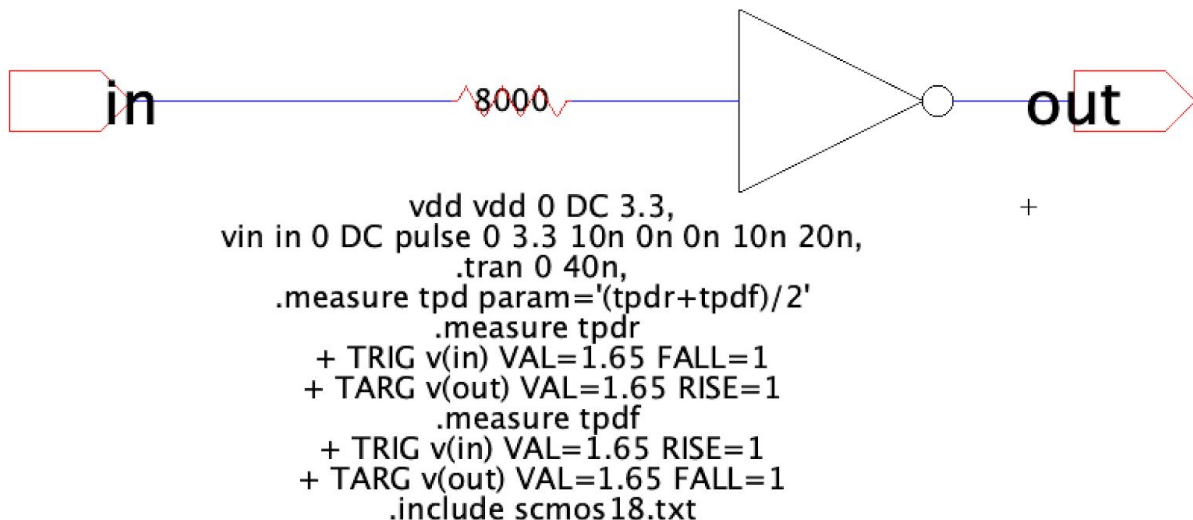 in
8000
out
vdd vdd 0 DC 3.3,
vin in 0 DC pulse 0 3.3 10n 0n 0n 10n 20n,
.tran 0 40n,
.measure tpd param='(tpdr+tpdf)/2'
.measure tpdr
+ TRIG v(in) VAL=1.65 FALL=1
+ TARG v(out) VAL=1.65 RISE=1
.measure tpdf
+ TRIG v(in) VAL=1.65 RISE=1
+ TARG v(out) VAL=1.65 FALL=1
.include scmos18.txt